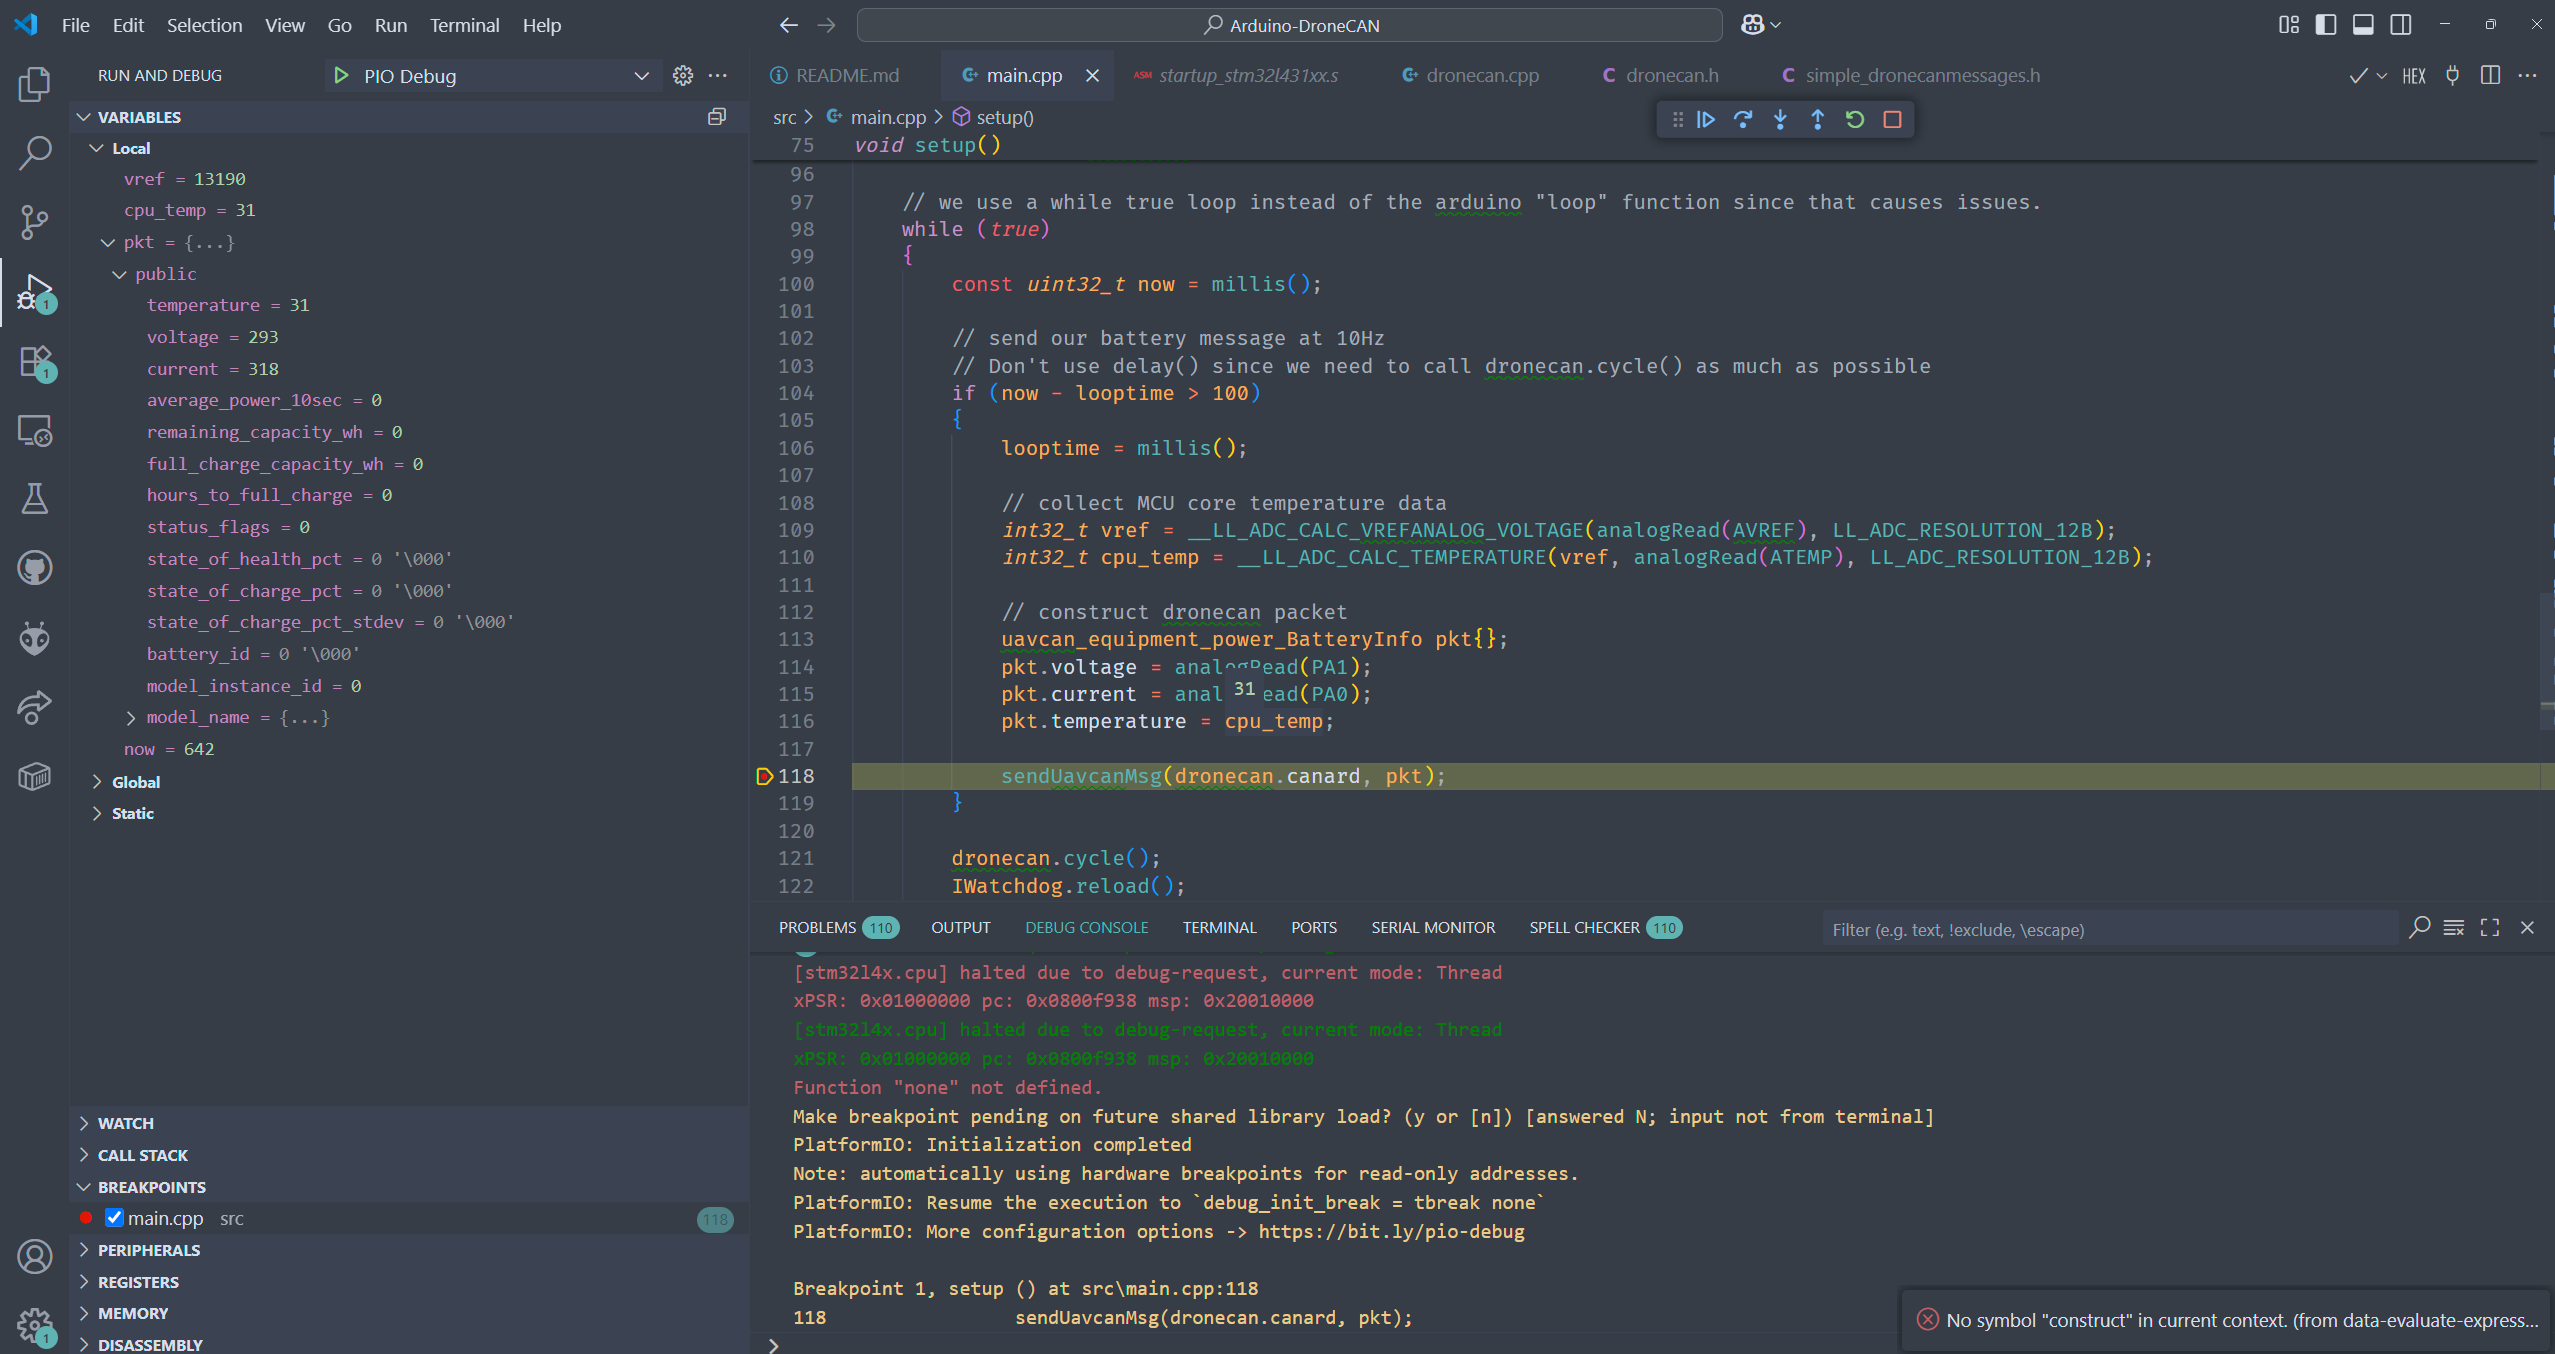 File Edit Selection View Go Run Terminal Help
Arduino-DroneCAN
RUN AND DEBUG
PIO Debug
VARIABLES
Local
vref = 13190
cpu_temp = 31
pkt = {...}
public
temperature = 31
voltage = 293
current = 318
average_power_10sec = 0
remaining_capacity_wh = 0
full_charge_capacity_wh = 0
hours_to_full_charge = 0
status_flags = 0
state_of_health_pct = 0 '\000'
state_of_charge_pct = 0 '\000'
state_of_charge_pct_stdev = 0 '\000'
battery_id = 0 '\000'
model_instance_id = 0
model_name = {...}
now = 642
Global
Static
WATCH
CALL STACK
BREAKPOINTS
main.cpp src 118
PERIPHERALS
REGISTERS
MEMORY
DISASSEMBLY
1
1
1
README.md
main.cpp
ASM startup_stm32l431xx.s
dronecan.cpp
C dronecan.h
C simple_dronecanmessages.h
HEX
src > main.cpp > setup()
75 void setup()
96
97 // we use a while true loop instead of the arduino "loop" function since that causes issues.
98 while (true)
99 {
100 const uint32_t now = millis();
101
102 // send our battery message at 10Hz
103 // Don't use delay() since we need to call dronecan.cycle() as much as possible
104 if (now - looptime > 100)
105 {
106 looptime = millis();
107
108 // collect MCU core temperature data
109 int32_t vref = __LL_ADC_CALC_VREFANALOG_VOLTAGE(analogRead(AVREF), LL_ADC_RESOLUTION_12B);
110 int32_t cpu_temp = __LL_ADC_CALC_TEMPERATURE(vref, analogRead(ATEMP), LL_ADC_RESOLUTION_12B);
111
112 // construct dronecan packet
113 uavcan_equipment_power_BatteryInfo pkt{};
114 pkt.voltage = analogRead(PA1);
115 pkt.current = anal 31 ead(PA0);
116 pkt.temperature = cpu_temp;
117
118 sendUavcanMsg(dronecan.canard, pkt);
119 }
120
121 dronecan.cycle();
122 IWatchdog.reload();
PROBLEMS 110 OUTPUT DEBUG CONSOLE TERMINAL PORTS SERIAL MONITOR SPELL CHECKER 110
Filter (e.g. text, !exclude, \escape)
[stm32l4x.cpu] halted due to debug-request, current mode: Thread
xPSR: 0x01000000 pc: 0x0800f938 msp: 0x20010000
[stm32l4x.cpu] halted due to debug-request, current mode: Thread
xPSR: 0x01000000 pc: 0x0800f938 msp: 0x20010000
Function "none" not defined.
Make breakpoint pending on future shared library load? (y or [n]) [answered N; input not from terminal]
PlatformIO: Initialization completed
Note: automatically using hardware breakpoints for read-only addresses.
PlatformIO: Resume the execution to `debug_init_break = tbreak none`
PlatformIO: More configuration options -> https://bit.ly/pio-debug
Breakpoint 1, setup () at src\main.cpp:118
118 sendUavcanMsg(dronecan.canard, pkt);
No symbol "construct" in current context. (from data-evaluate-express...